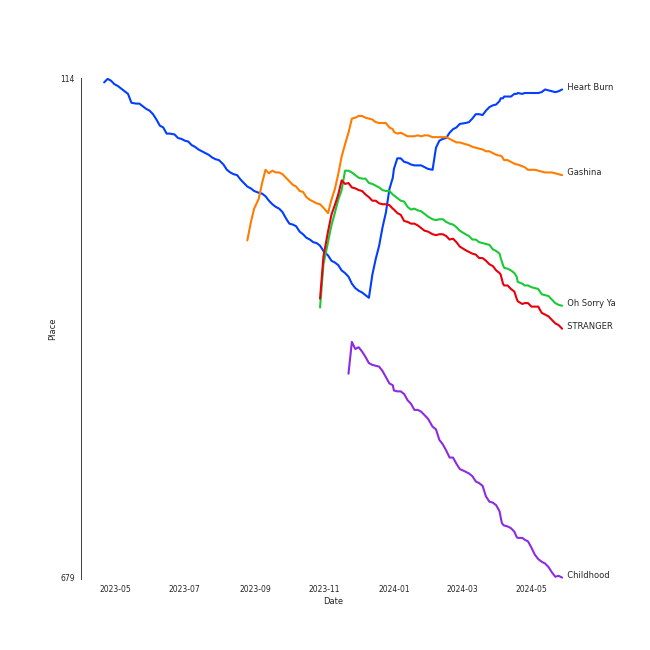 114
Heart Burn
Gashina
Oh Sorry Ya
STRANGER
Place
Childhood
679
2023-05
2023-07
2023-09
2023-11
2024-01
2024-03
2024-05
Date